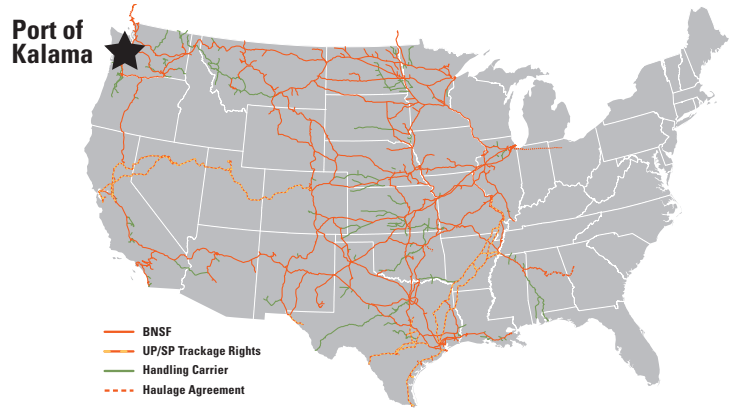 Port of
Kalama
BNSF
UP/SP Trackage Rights
Handling Carrier
Haulage Agreement